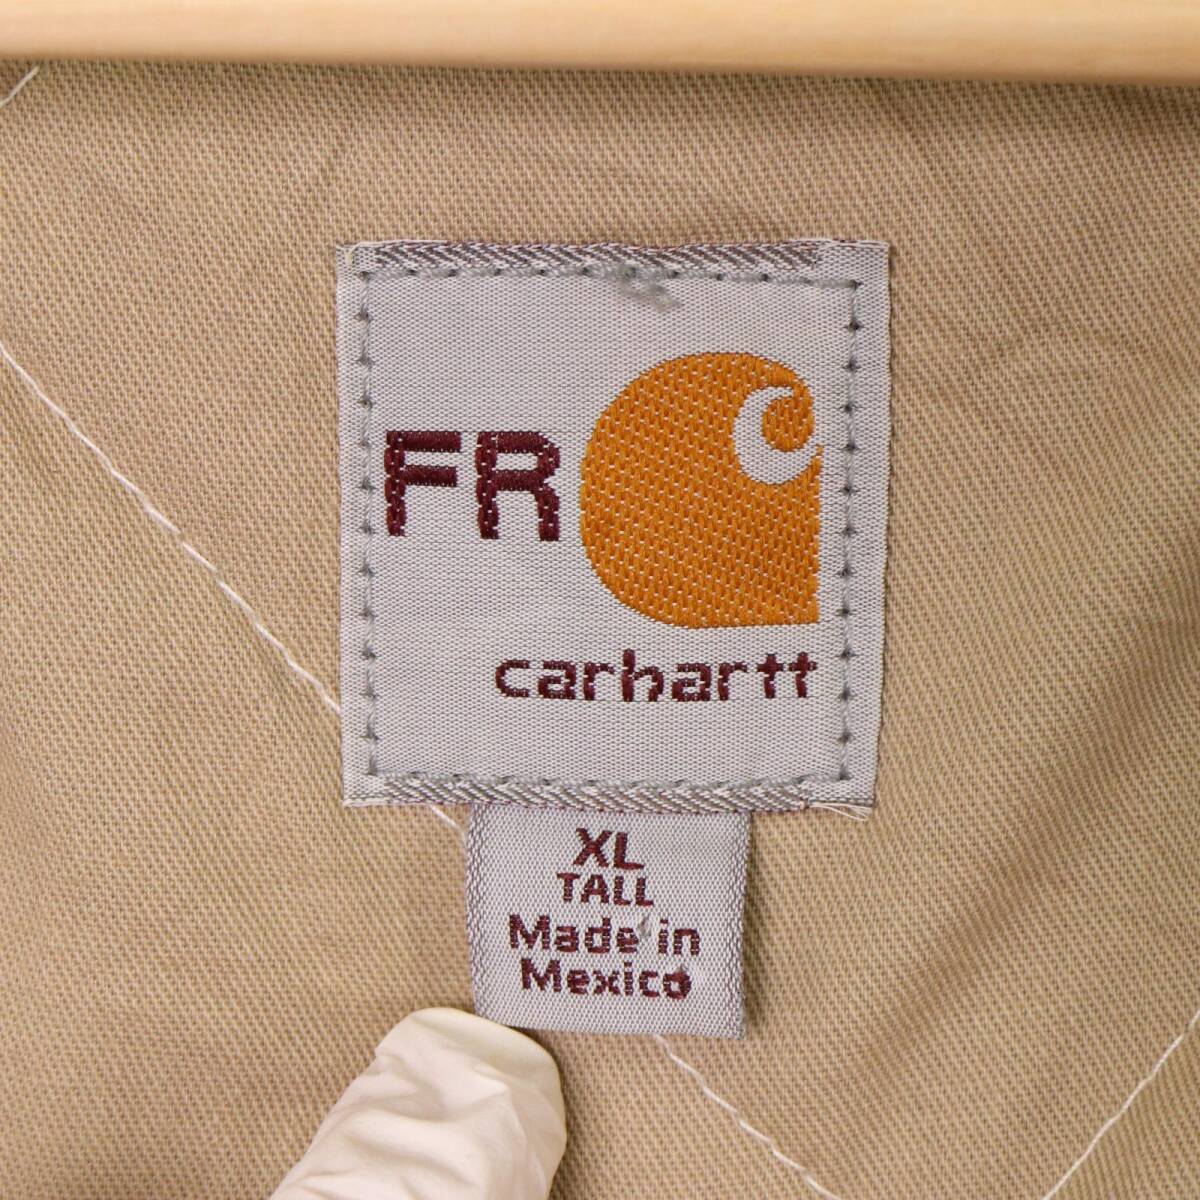 FR
carhartt
XL
TALL
Made in
Mexico